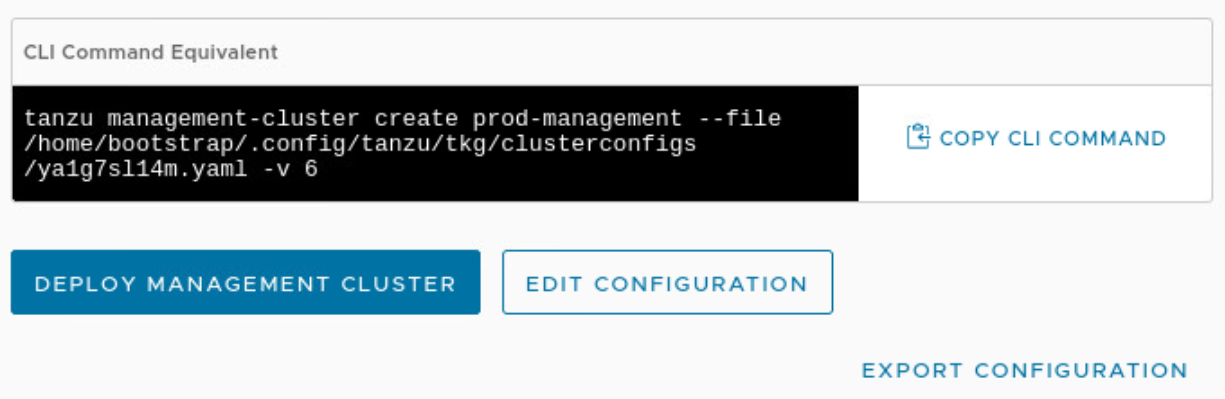 CLI Command Equivalent
tanzu management-cluster create prod-management --file
/home/bootstrap/.config/tanzu/tkg/clusterconfigs
/ya1g7sl14m.yaml -v 6
COPY CLI COMMAND
DEPLOY MANAGEMENT CLUSTER
EDIT CONFIGURATION
EXPORT CONFIGURATION